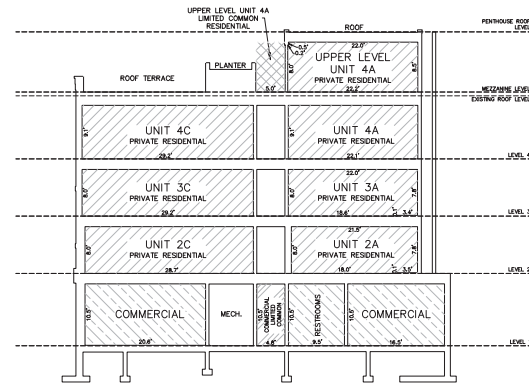 UPPER LEVEL UNIT 4A
LIMITED COMMON
RESIDENTIAL
ROOF
PENTHOUSE ROOF
LEVEL
PLANTER
ROOF TERRACE
0.5'
0.2'
22.0'
8.0'
UPPER LEVEL
UNIT 4A
PRIVATE RESIDENTIAL
8.5'
5.0'
22.2'
MEZZANINE LEVEL
EXISTING ROOF LEVEL
9.1'
UNIT 4C
PRIVATE RESIDENTIAL
29.2'
9.1'
UNIT 4A
PRIVATE RESIDENTIAL
22.1'
LEVEL 4
8.0'
UNIT 3C
PRIVATE RESIDENTIAL
29.2'
22.0'
8.0'
UNIT 3A
PRIVATE RESIDENTIAL
7.8'
18.6'
3.4'
LEVEL 3
8.0'
UNIT 2C
PRIVATE RESIDENTIAL
28.7'
21.5'
8.0'
UNIT 2A
PRIVATE RESIDENTIAL
7.8'
18.0'
3.5'
LEVEL 2
10.5'
COMMERCIAL
20.6'
MECH.
10.5'
COMMERCIAL
LIMITED
COMMON
4.8'
10.5'
RESTROOMS
9.5'
10.5'
COMMERCIAL
16.5'
LEVEL